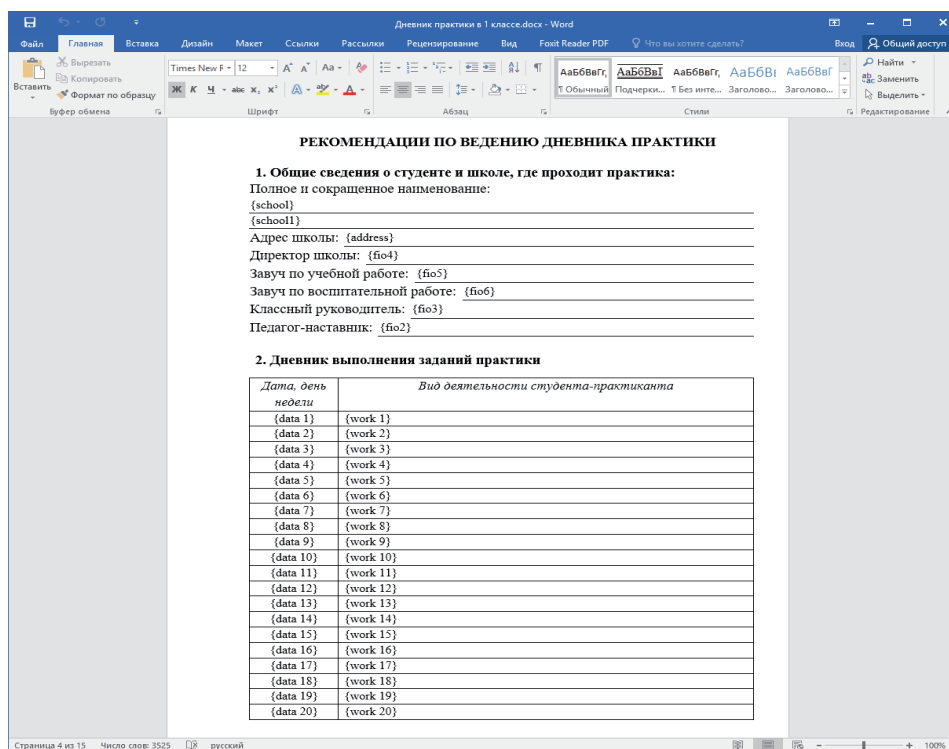 Дневник практики в 1 классе.docx - Word
Файл Главная Вставка Дизайн Макет Ссылки Рассылки Рецензирование Вид Foxit Reader PDF Что вы хотите сделать? Вход Общий доступ
Вставить
Вырезать
Копировать
Формат по образцу
Буфер обмена
Times New F 12
Ж К Ч abc x₂ x²
Шрифт
Абзац
АаБбВвГг, АаБбВвІ АаБбВвГг, АаБбВı АаБбВвГ
¶ Обычный Подчерки... ¶ Без инте... Заголово... Заголово...
Стили
Найти
Заменить
Выделить
Редактирование
РЕКОМЕНДАЦИИ ПО ВЕДЕНИЮ ДНЕВНИКА ПРАКТИКИ
1. Общие сведения о студенте и школе, где проходит практика:
Полное и сокращенное наименование:
{school}
{school1}
Адрес школы: {address}
Директор школы: {fio4}
Завуч по учебной работе: {fio5}
Завуч по воспитательной работе: {fio6}
Классный руководитель: {fio3}
Педагог-наставник: {fio2}
2. Дневник выполнения заданий практики
Дата, день недели Вид деятельности студента-практиканта
{data 1} {work 1}
{data 2} {work 2}
{data 3} {work 3}
{data 4} {work 4}
{data 5} {work 5}
{data 6} {work 6}
{data 7} {work 7}
{data 8} {work 8}
{data 9} {work 9}
{data 10} {work 10}
{data 11} {work 11}
{data 12} {work 12}
{data 13} {work 13}
{data 14} {work 14}
{data 15} {work 15}
{data 16} {work 16}
{data 17} {work 17}
{data 18} {work 18}
{data 19} {work 19}
{data 20} {work 20}
Страница 4 из 15 Число слов: 3525 русский 100%